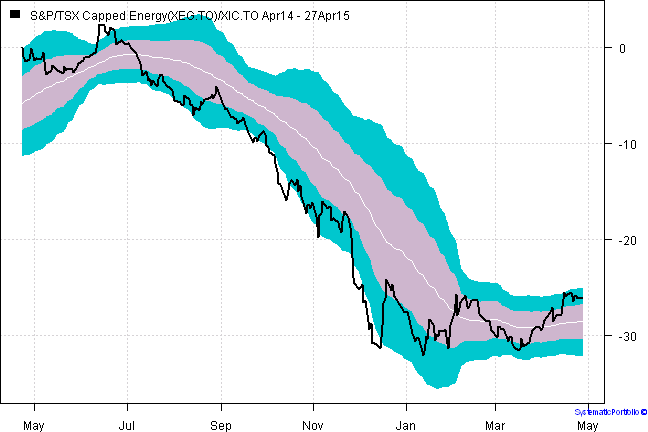 S&P/TSX Capped Energy(XEG.TO)/XIC.TO Apr14 - 27Apr15
0
-10
-20
-30
SystematicPortfolio ©
May Jul Sep Nov Jan Mar May